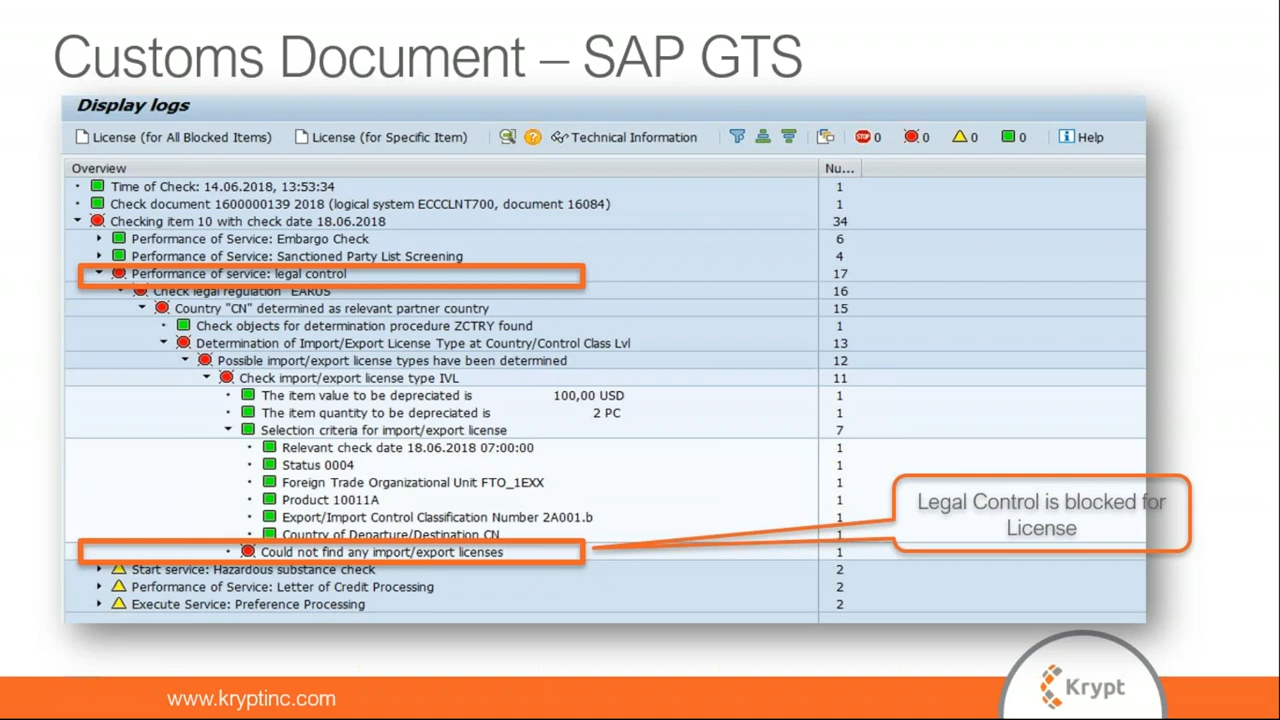 Customs Document – SAP GTS
Display logs
License (for All Blocked Items) License (for Specific Item) Technical Information STOP 0 0 0 0 Help
Overview Nu...
Time of Check: 14.06.2018, 13:53:34 1
Check document 1600000139 2018 (logical system ECCCLNT700, document 16084) 1
Checking item 10 with check date 18.06.2018 34
Performance of Service: Embargo Check 6
Performance of Service: Sanctioned Party List Screening 4
Performance of service: legal control 17
Check legal regulation "EARUS" 16
Country "CN" determined as relevant partner country 15
Check objects for determination procedure ZCTRY found 1
Determination of Import/Export License Type at Country/Control Class Lvl 13
Possible import/export license types have been determined 12
Check import/export license type IVL 11
The item value to be depreciated is 100,00 USD 1
The item quantity to be depreciated is 2 PC 1
Selection criteria for import/export license 7
Relevant check date 18.06.2018 07:00:00 1
Status 0004 1
Foreign Trade Organizational Unit FTO_1EXX 1
Product 10011A 1
Export/Import Control Classification Number 2A001.b 1
Country of Departure/Destination CN 1
Could not find any import/export licenses 1
Start service: Hazardous substance check 2
Performance of Service: Letter of Credit Processing 2
Execute Service: Preference Processing 2
Legal Control is blocked for
License
www.kryptinc.com
Krypt